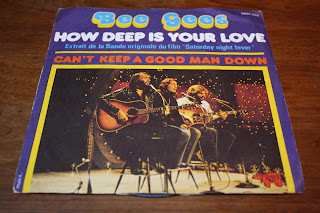 Bee Gees
HOW DEEP IS YOUR LOVE
Extrait de la Bande originale du film "Saturday night fever"
CAN'T KEEP A GOOD MAN DOWN